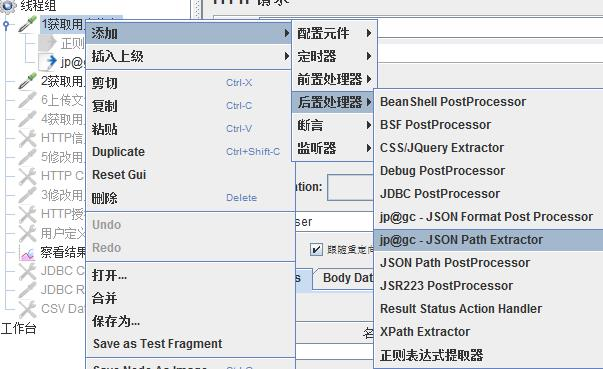 线程组
HTTP请求
1获取用
正则
jp@g
2获取用
6上传文
4获取用
HTTP信
5修改用
HTTP C
3修改用
HTTP授
用户定
察看结果
JDBC C
JDBC R
CSV Da
工作台
添加
插入上级
剪切 Ctrl-X
复制 Ctrl-C
粘贴 Ctrl-V
Duplicate Ctrl+Shift-C
Reset Gui
删除 Delete
Undo
Redo
打开...
合并
保存为...
Save as Test Fragment
Save Node As Image
配置元件
定时器
前置处理器
后置处理器
断言
监听器
BeanShell PostProcessor
BSF PostProcessor
CSS/JQuery Extractor
Debug PostProcessor
JDBC PostProcessor
jp@gc - JSON Format Post Processor
jp@gc - JSON Path Extractor
JSON Path PostProcessor
JSR223 PostProcessor
Result Status Action Handler
XPath Extractor
正则表达式提取器
ation:
ser
跟随重定
s
Body Dat
名